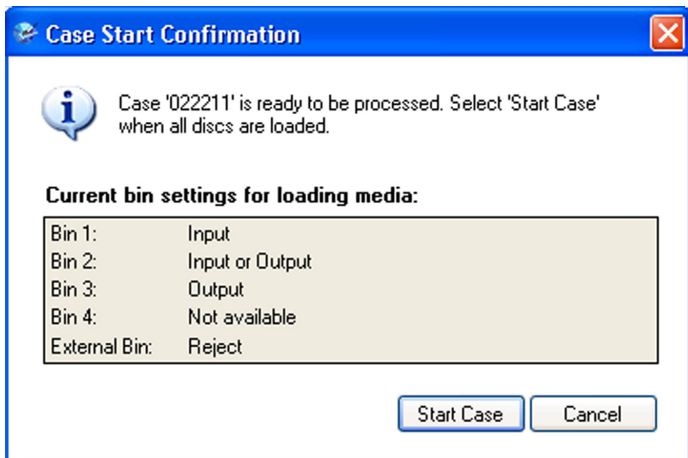 Case Start Confirmation
Case '022211' is ready to be processed. Select 'Start Case'
when all discs are loaded.
Current bin settings for loading media:
Bin 1: Input
Bin 2: Input or Output
Bin 3: Output
Bin 4: Not available
External Bin: Reject
Start Case Cancel